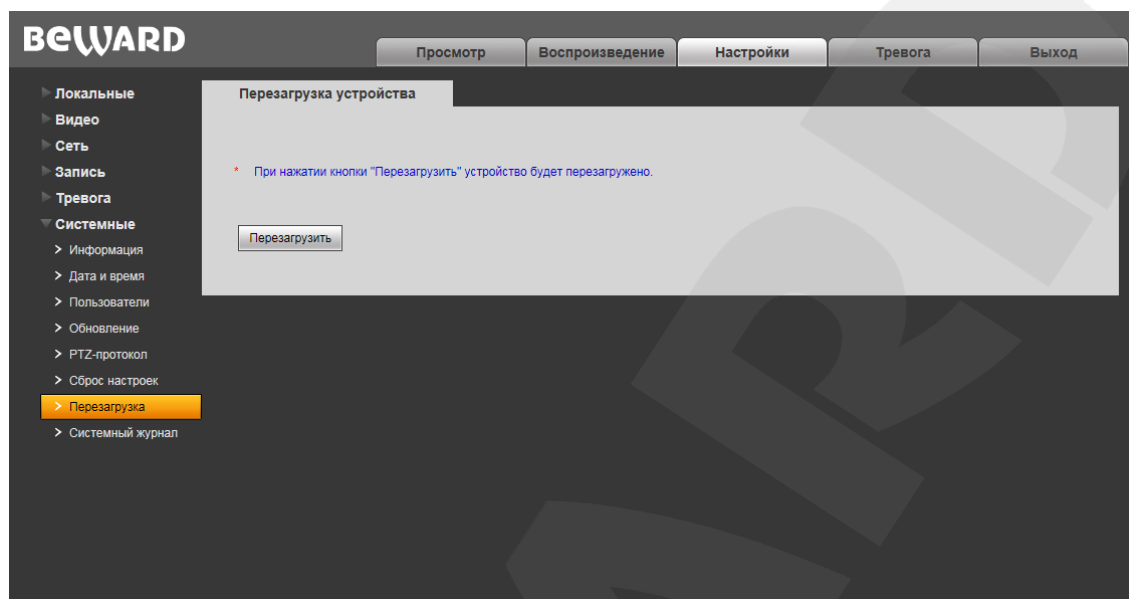 BEWARD
Просмотр Воспроизведение Настройки Тревога Выход
Локальные
Видео
Сеть
Запись
Тревога
Системные
> Информация
> Дата и время
> Пользователи
> Обновление
> PTZ-протокол
> Сброс настроек
> Перезагрузка
> Системный журнал
Перезагрузка устройства
* При нажатии кнопки "Перезагрузить" устройство будет перезагружено.
Перезагрузить